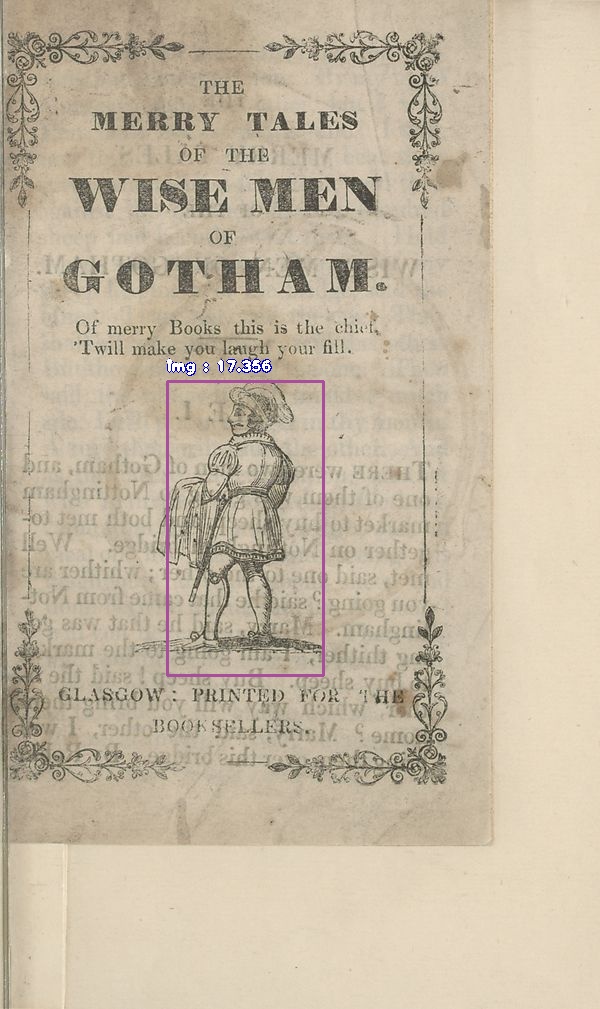 THE
MERRY TALES
OF THE
WISE MEN
OF
GOTHAM.
Of merry Books this is the chief,
'Twill make you laugh your fill.
img : 17.356
GLASGOW: PRINTED FOR THE
BOOKSELLERS.